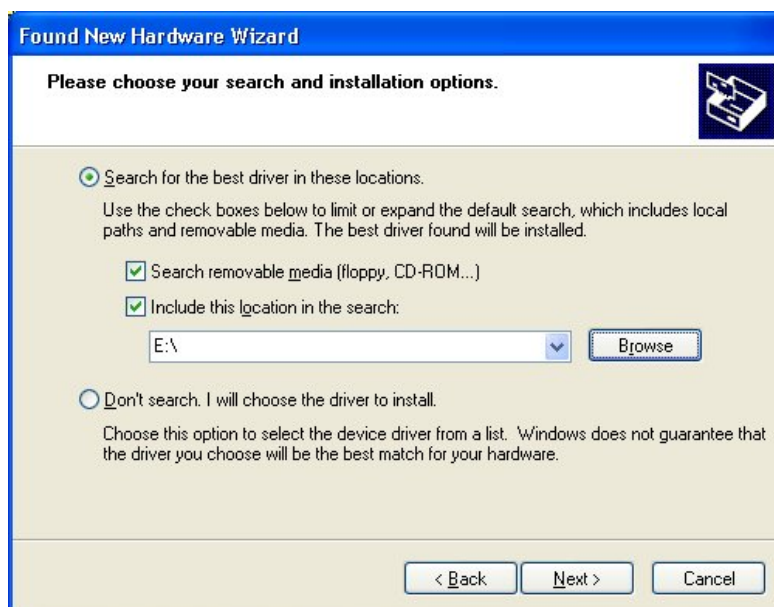 Found New Hardware Wizard
Please choose your search and installation options.
Search for the best driver in these locations.
Use the check boxes below to limit or expand the default search, which includes local
paths and removable media. The best driver found will be installed.
Search removable media (floppy, CD-ROM...)
Include this location in the search:
E:\
Browse
Don't search. I will choose the driver to install.
Choose this option to select the device driver from a list. Windows does not guarantee that
the driver you choose will be the best match for your hardware.
< Back Next > Cancel